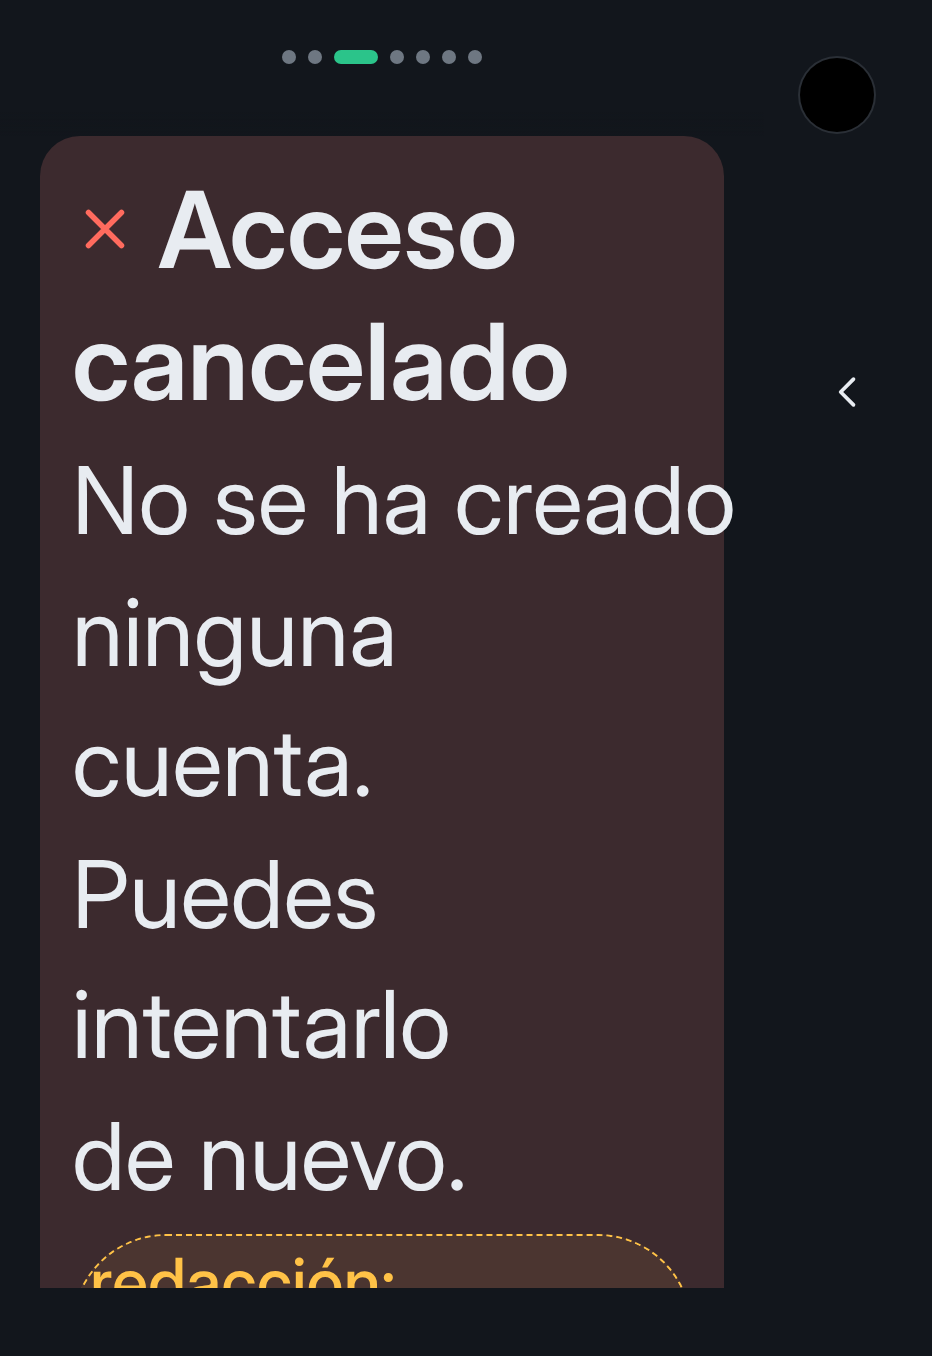 Acceso
cancelado
No se ha creado
ninguna
cuenta.
Puedes
intentarlo
de nuevo.
redacción: